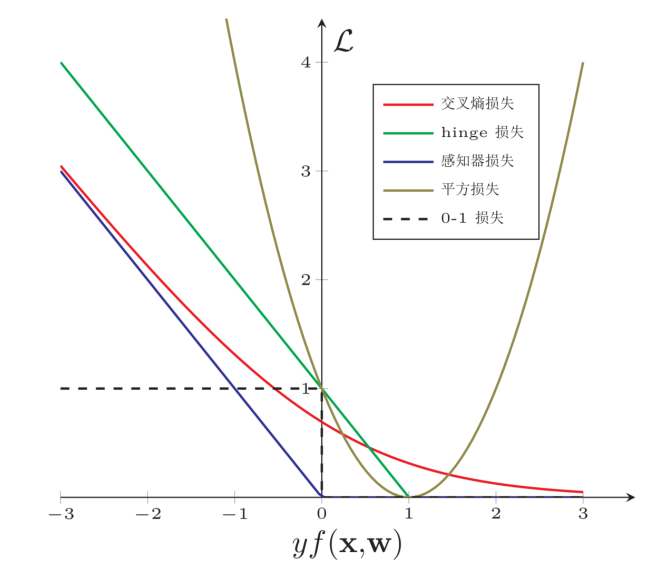 ℒ
4
3
2
1
交叉熵损失
hinge 损失
感知器损失
平方损失
0-1 损失
−3 −2 −1 0 1 2 3
yf(x,w)